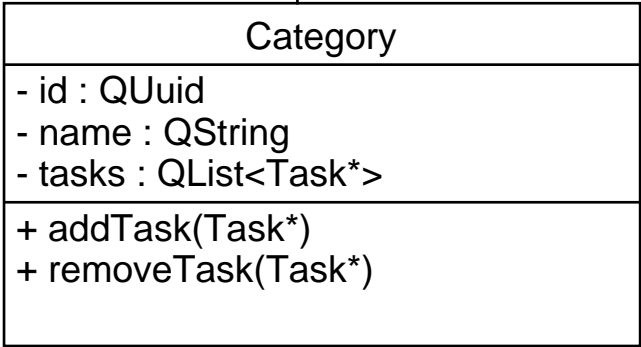 Category
- id : QUuid
- name : QString
- tasks : QList<Task*>
+ addTask(Task*)
+ removeTask(Task*)